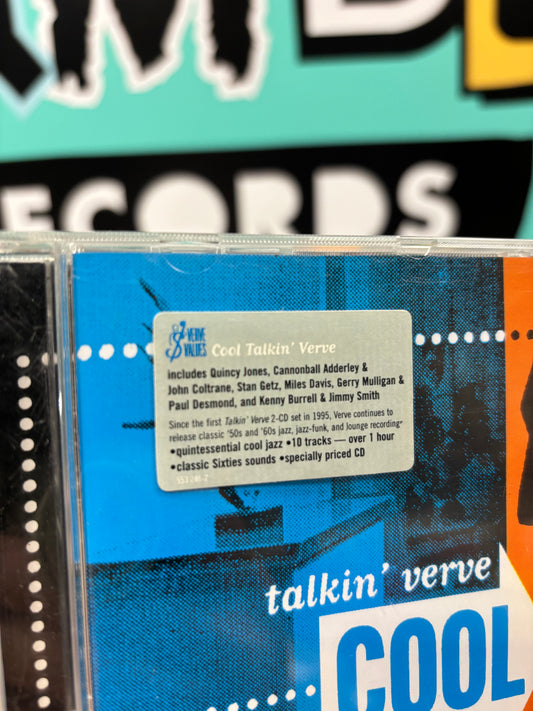 RECORDS
VERVE
VALUES
Cool Talkin' Verve
includes Quincy Jones, Cannonball Adderley &
John Coltrane, Stan Getz, Miles Davis, Gerry Mulligan &
Paul Desmond, and Kenny Burrell & Jimmy Smith
Since the first Talkin' Verve 2-CD set in 1995, Verve continues to
release classic '50s and '60s jazz, jazz-funk, and lounge recording*
•quintessential cool jazz •10 tracks — over 1 hour
•classic Sixties sounds •specially priced CD
talkin' verve
COOL